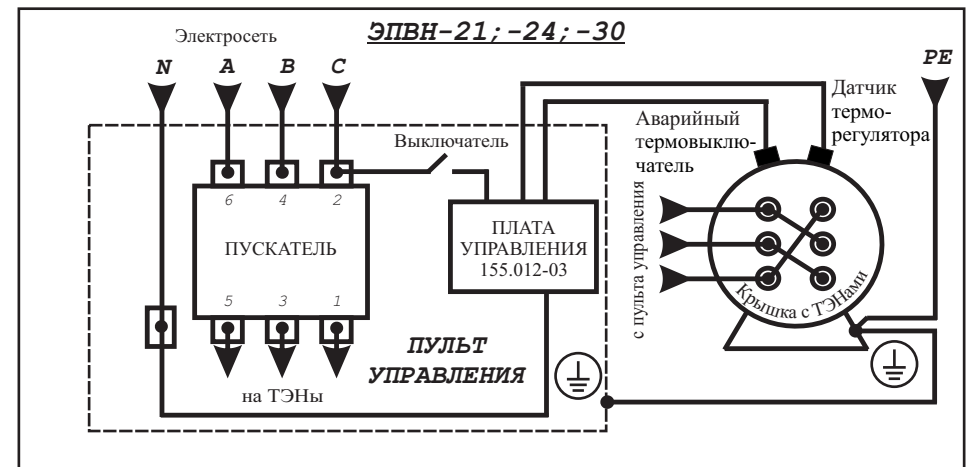 ЭПВН-21;-24;-30
Электросеть
N A B C
PE
Датчик
термо-
регулятора
Аварийный
термовыклю-
чатель
Выключатель
6 4 2
ПУСКАТЕЛЬ
5 3 1
ПЛАТА
УПРАВЛЕНИЯ
155.012-03
с пульта управления
Крышка с ТЭНами
ПУЛЬТ
УПРАВЛЕНИЯ
на ТЭНы